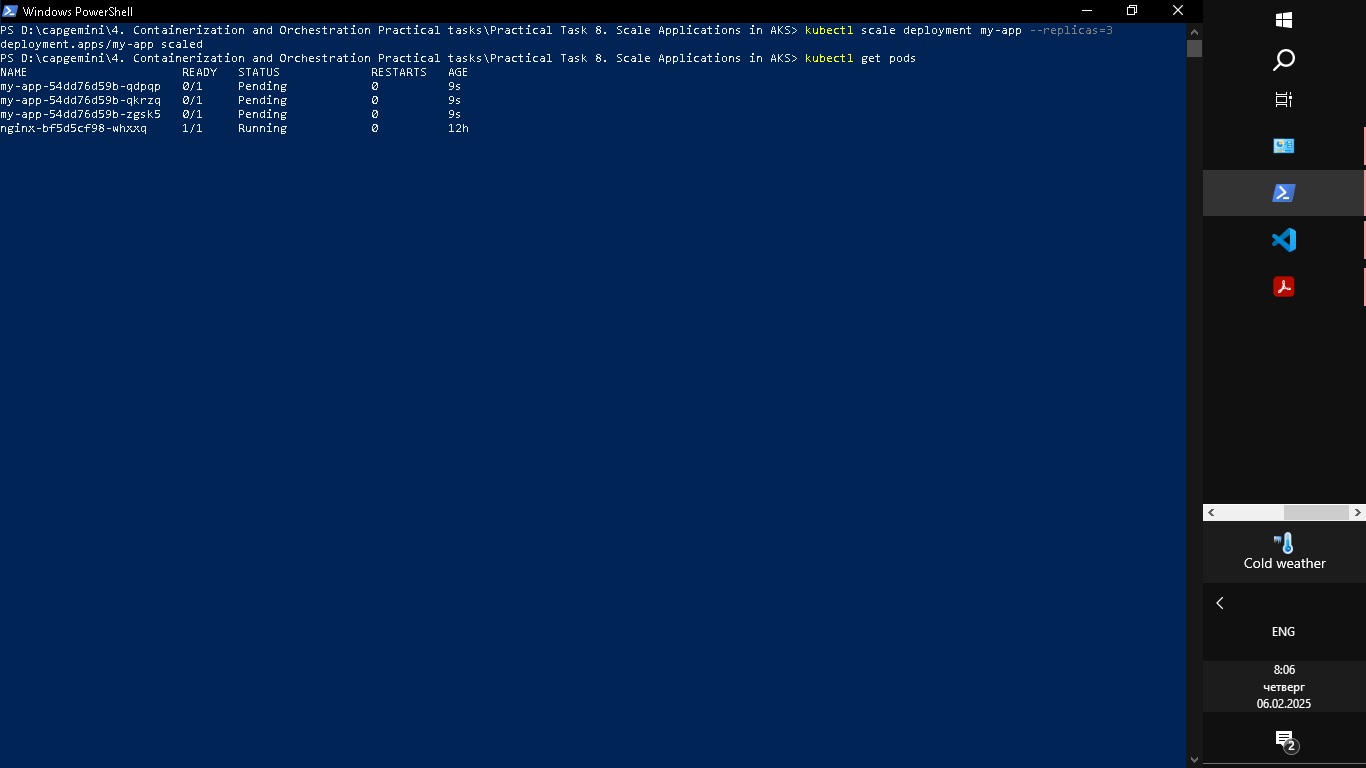 Windows PowerShell
PS D:\capgemini\4. Containerization and Orchestration Practical tasks\Practical Task 8. Scale Applications in AKS> kubectl scale deployment my-app --replicas=3
deployment.apps/my-app scaled
PS D:\capgemini\4. Containerization and Orchestration Practical tasks\Practical Task 8. Scale Applications in AKS> kubectl get pods
NAME READY STATUS RESTARTS AGE
my-app-54dd76d59b-qdpqp 0/1 Pending 0 9s
my-app-54dd76d59b-qkrzq 0/1 Pending 0 9s
my-app-54dd76d59b-zgsk5 0/1 Pending 0 9s
nginx-bf5d5cf98-whxxq 1/1 Running 0 12h
Cold weather
ENG
8:06
четверг
06.02.2025
2